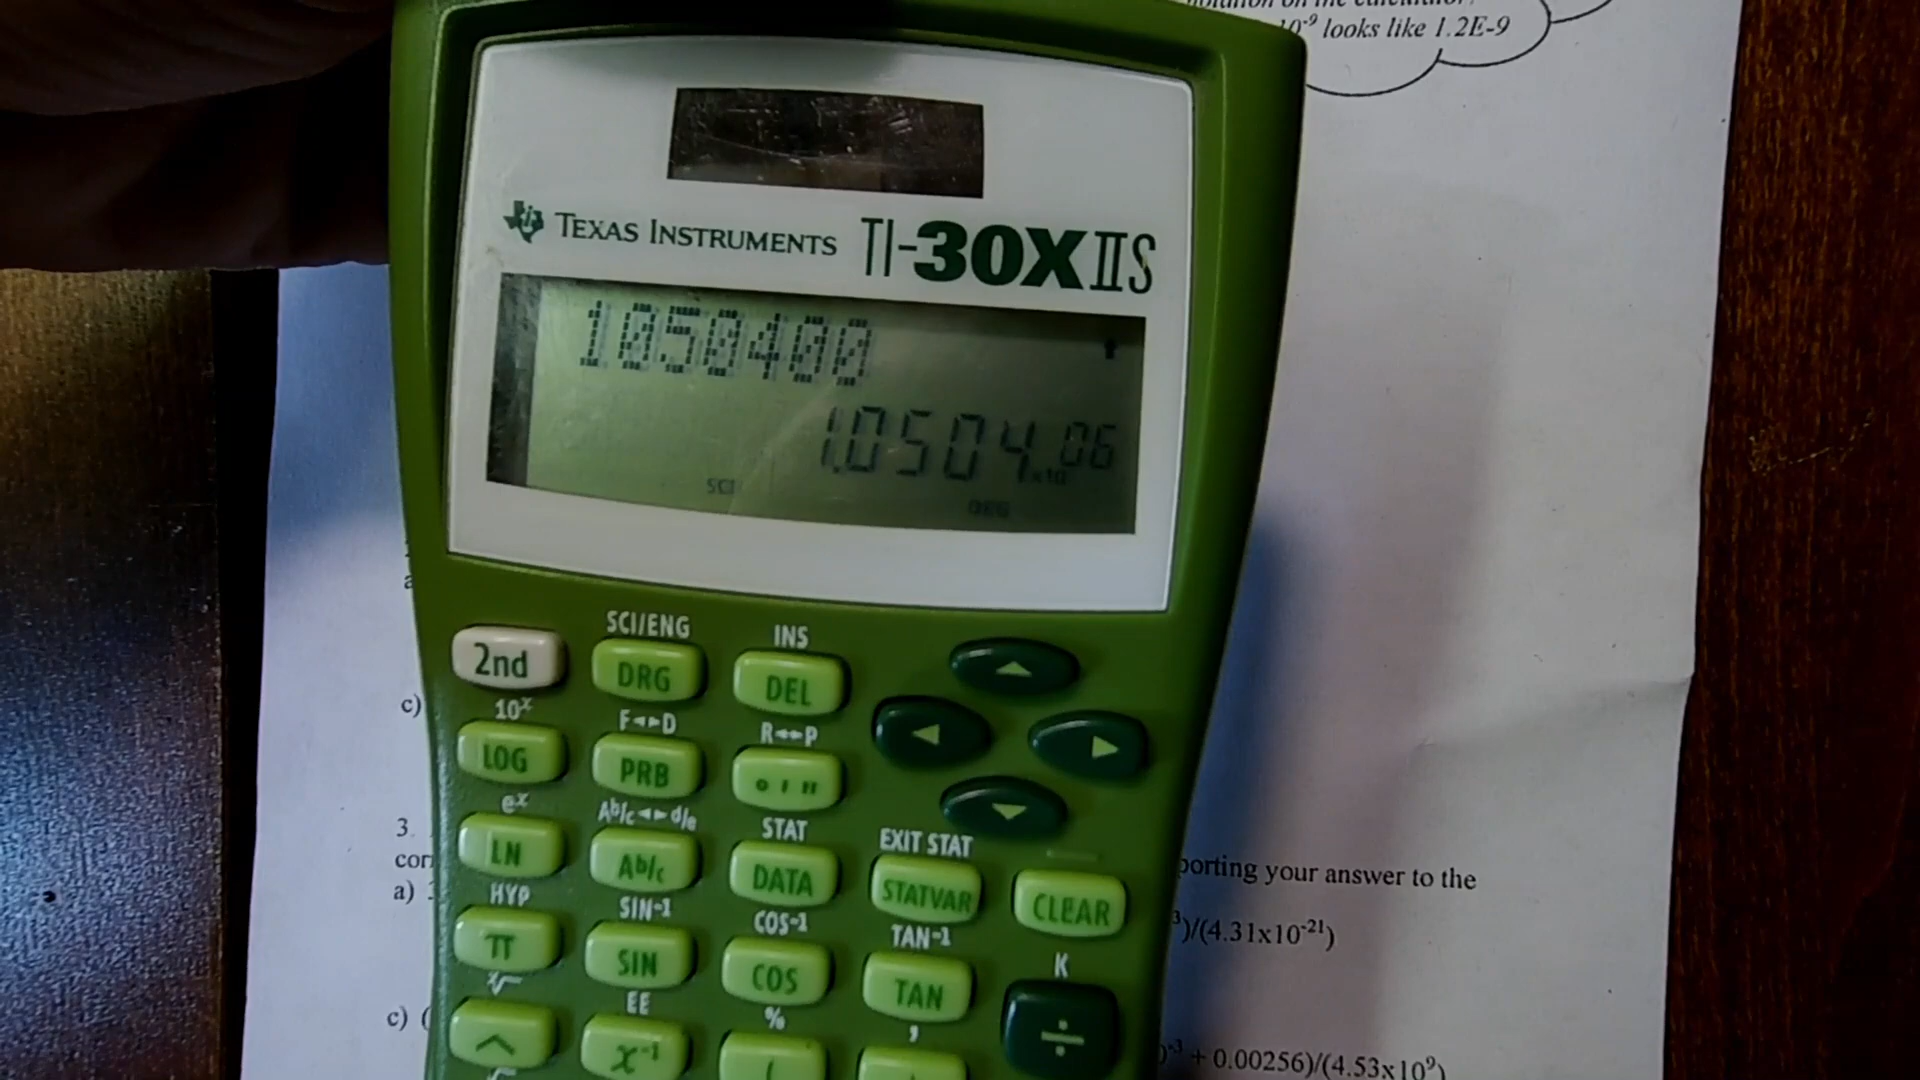 looks like 1.2E-9
TEXAS INSTRUMENTS TI-30X IIS
1050400
1.0504 x10 06
SCI DEG
SCI/ENG INS
2nd DRG DEL
10ˣ F◄►D R◄►P
LOG PRB ° ' "
eˣ Ab/c◄►d/e STAT EXIT STAT
LN Ab/c DATA STATVAR CLEAR
HYP SIN-1 COS-1 TAN-1 K
π SIN COS TAN ÷
ˣ√ EE % ,
^ x⁻¹ (
c)
3.
a)
porting your answer to the
)/(4.31x10⁻²¹)
c) (
+ 0.00256)/(4.53x10⁹)